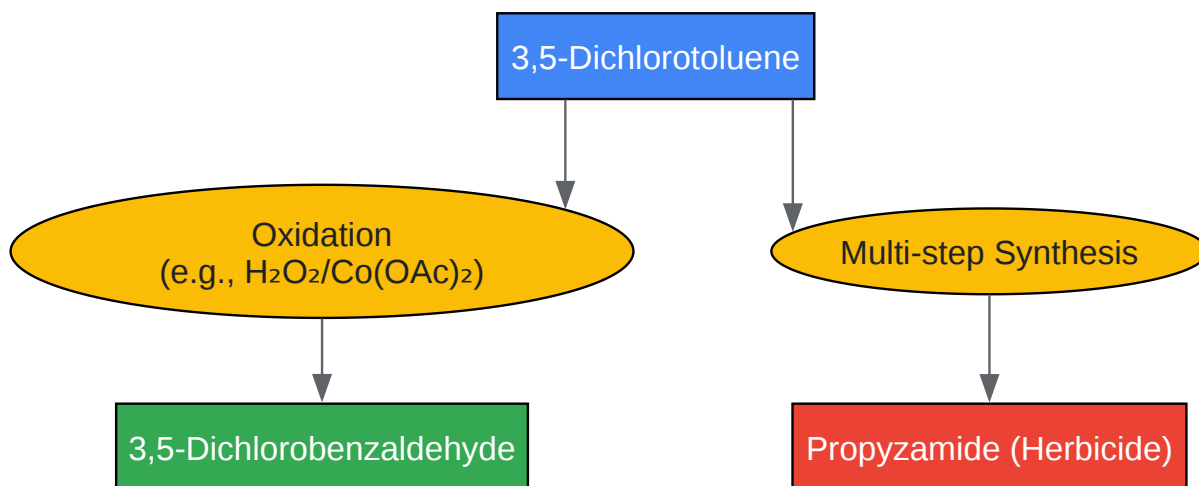 3,5-Dichlorotoluene
Oxidation
(e.g., H₂O₂/Co(OAc)₂)
Multi-step Synthesis
3,5-Dichlorobenzaldehyde
Propyzamide (Herbicide)